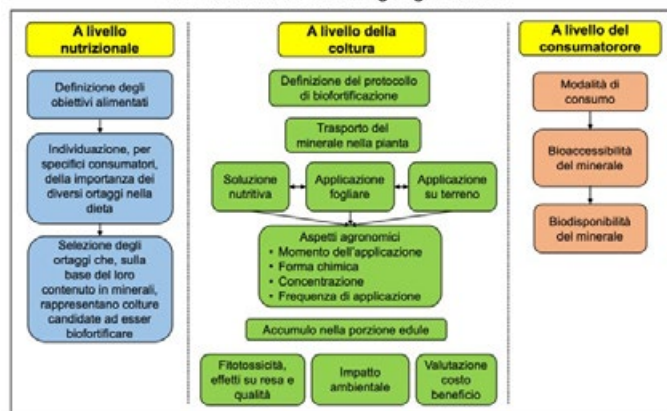 A livello
nutrizionale
Definizione degli
obiettivi alimentati
Individuazione, per
specifici consumatori,
della importanza dei
diversi ortaggi nella
dieta
Selezione degli
ortaggi che, sulla
base del loro
contenuto in minerali,
rappresentano colture
candidate ad esser
biofortificare
A livello della
coltura
Definizione del protocollo
di biofortificazione
Trasporto del
minerale nella pianta
Soluzione
nutritiva
Applicazione
fogliare
Applicazione
su terreno
Aspetti agronomici
• Momento dell'applicazione
• Forma chimica
• Concentrazione
• Frequenza di applicazione
Accumulo nella porzione edule
Fitotossicità,
effetti su resa e
qualità
Impatto
ambientale
Valutazione
costo
beneficio
A livello del
consumatorore
Modalità di
consumo
Bioaccessibilità
del minerale
Biodisponibilità
del minerale